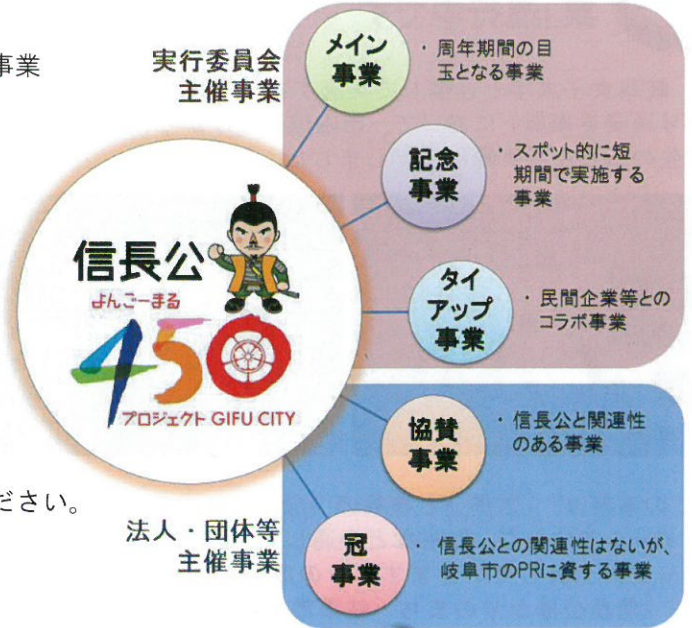 事業
実行委員会
主催事業
メイン
事業
・ 周年期間の目
玉となる事業
記念
事業
・ スポット的に短
期間で実施する
事業
タイ
アップ
事業
・ 民間企業等との
コラボ事業
信長公
よんごーまる
450
プロジェクト GIFU CITY
協賛
事業
・ 信長公と関連性
のある事業
ださい。
法人・団体等
主催事業
冠
事業
・ 信長公との関連性はないが、
岐阜市のPRに資する事業